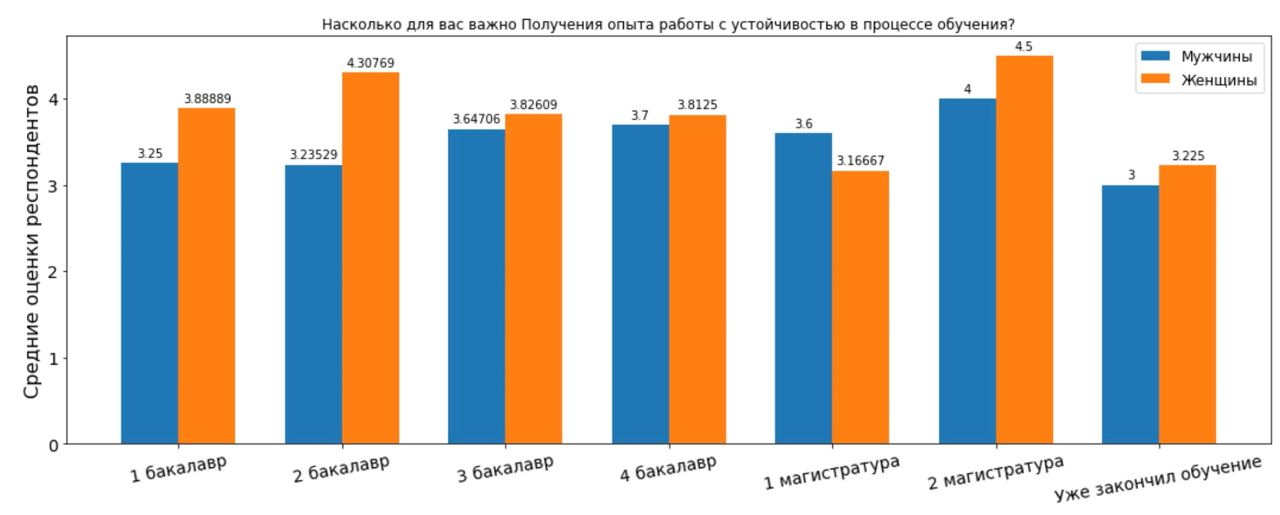 Насколько для вас важно Получения опыта работы с устойчивостью в процессе обучения?
Средние оценки респондентов
4
3
2
1
0
Мужчины
Женщины
3.25
3.88889
3.23529
4.30769
3.64706
3.82609
3.7
3.8125
3.6
3.16667
4
4.5
3
3.225
1 бакалавр
2 бакалавр
3 бакалавр
4 бакалавр
1 магистратура
2 магистратура
Уже закончил обучение